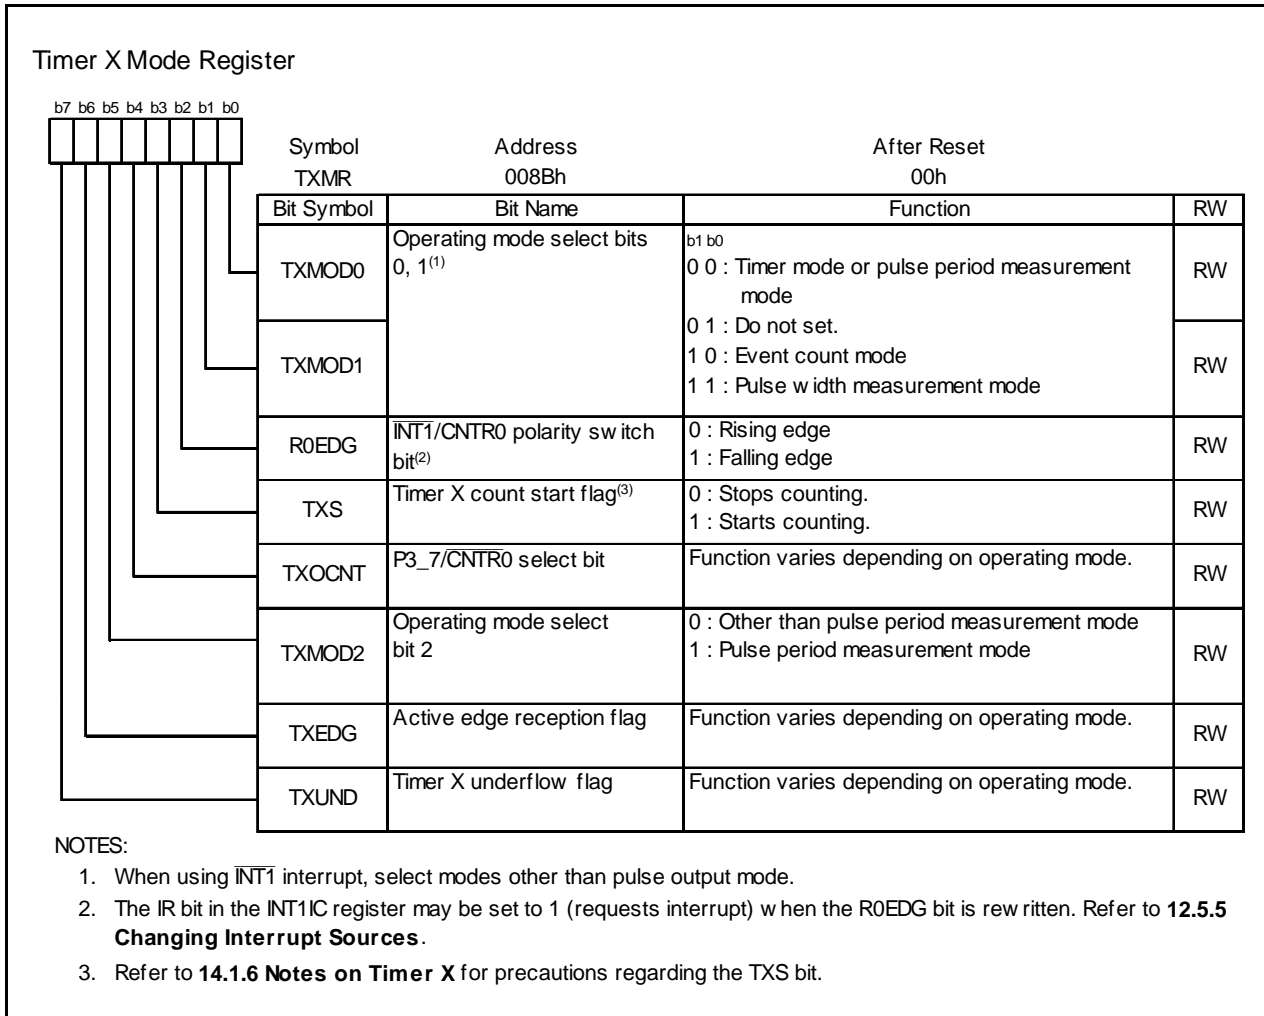 Timer X Mode Register
b7 b6 b5 b4 b3 b2 b1 b0
Symbol Address After Reset
TXMR 008Bh 00h
Bit Symbol Bit Name Function RW
TXMOD0 Operating mode select bits
0, 1(1)
b1 b0
0 0 : Timer mode or pulse period measurement
mode
RW
0 1 : Do not set.
TXMOD1 1 0 : Event count mode RW
1 1 : Pulse width measurement mode
R0EDG INT1/CNTR0 polarity switch
bit(2)
0 : Rising edge
1 : Falling edge
RW
TXS Timer X count start flag(3)
0 : Stops counting.
1 : Starts counting.
RW
TXOCNT P3_7/CNTR0 select bit Function varies depending on operating mode. RW
TXMOD2 Operating mode select
bit 2
0 : Other than pulse period measurement mode
1 : Pulse period measurement mode
RW
TXEDG Active edge reception flag Function varies depending on operating mode. RW
TXUND Timer X underflow flag Function varies depending on operating mode. RW
NOTES:
1. When using INT1 interrupt, select modes other than pulse output mode.
2. The IR bit in the INT1IC register may be set to 1 (requests interrupt) when the R0EDG bit is rewritten. Refer to 12.5.5
Changing Interrupt Sources.
3. Refer to 14.1.6 Notes on Timer X for precautions regarding the TXS bit.